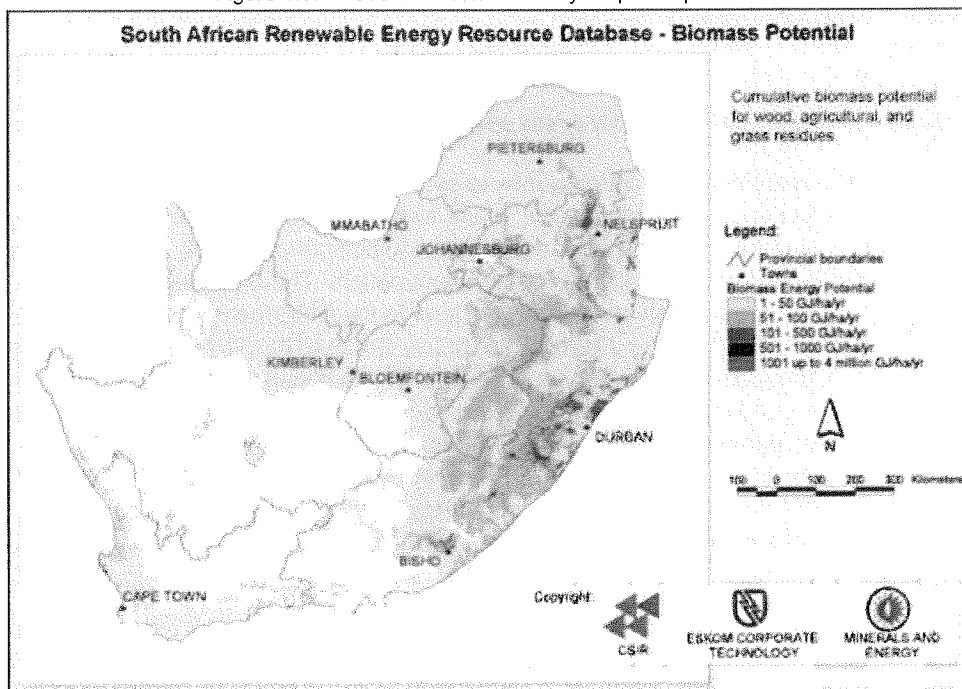 South African Renewable Energy Resource Database - Biomass Potential
Cumulative biomass potential
for wood, agricultural, and
grass residues
PIETERSBURG
MMABATHO
NELSPRUIT
JOHANNESBURG
KIMBERLEY
BLOEMFONTEIN
DURBAN
BISHO
CAPE TOWN
Legend:
Provincial boundaries
Towns
Biomass Energy Potential
1 - 50 GJ/ha/yr
51 - 100 GJ/ha/yr
101 - 500 GJ/ha/yr
501 - 1000 GJ/ha/yr
1001 up to 4 million GJ/ha/yr
N
100 0 100 200 300 Kilometers
Copyright:
CSIR
ESKOM CORPORATE
TECHNOLOGY
MINERALS AND
ENERGY